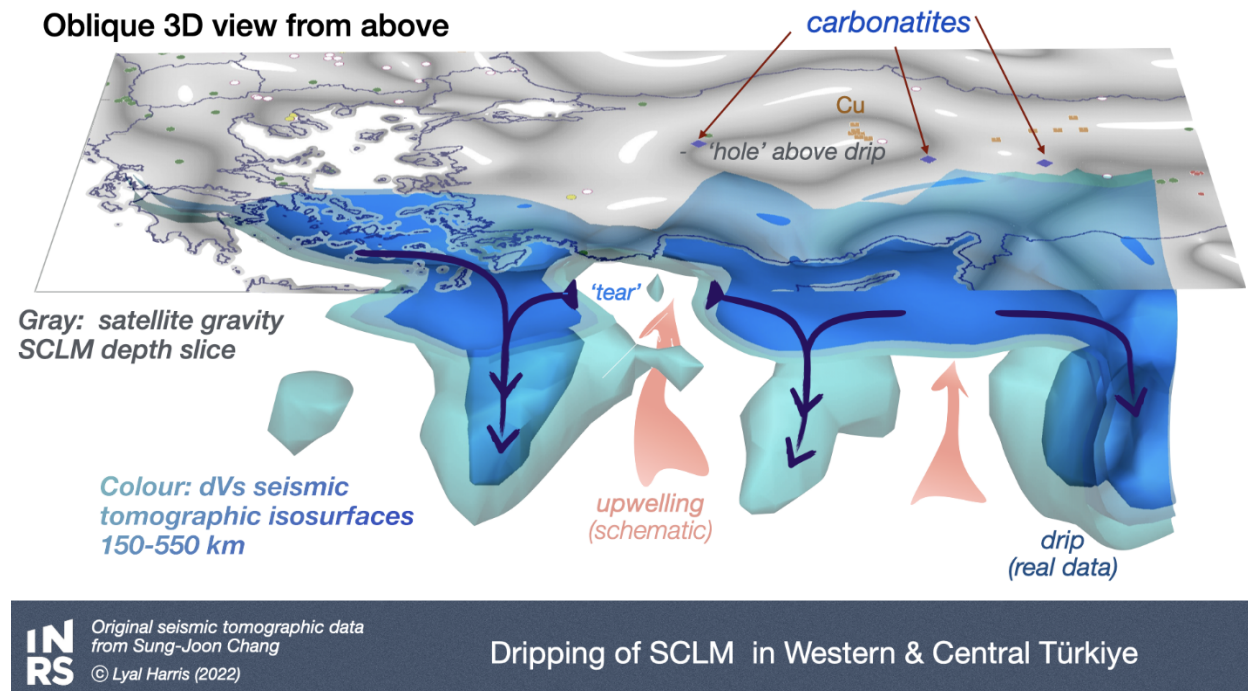 Oblique 3D view from above
carbonatites
Cu
‘hole’ above drip
‘tear’
Gray: satellite gravity
SCLM depth slice
Colour: dVs seismic
tomographic isosurfaces
150-550 km
upwelling
(schematic)
drip
(real data)
INRS
Original seismic tomographic data
from Sung-Joon Chang
© Lyal Harris (2022)
Dripping of SCLM in Western & Central Türkiye